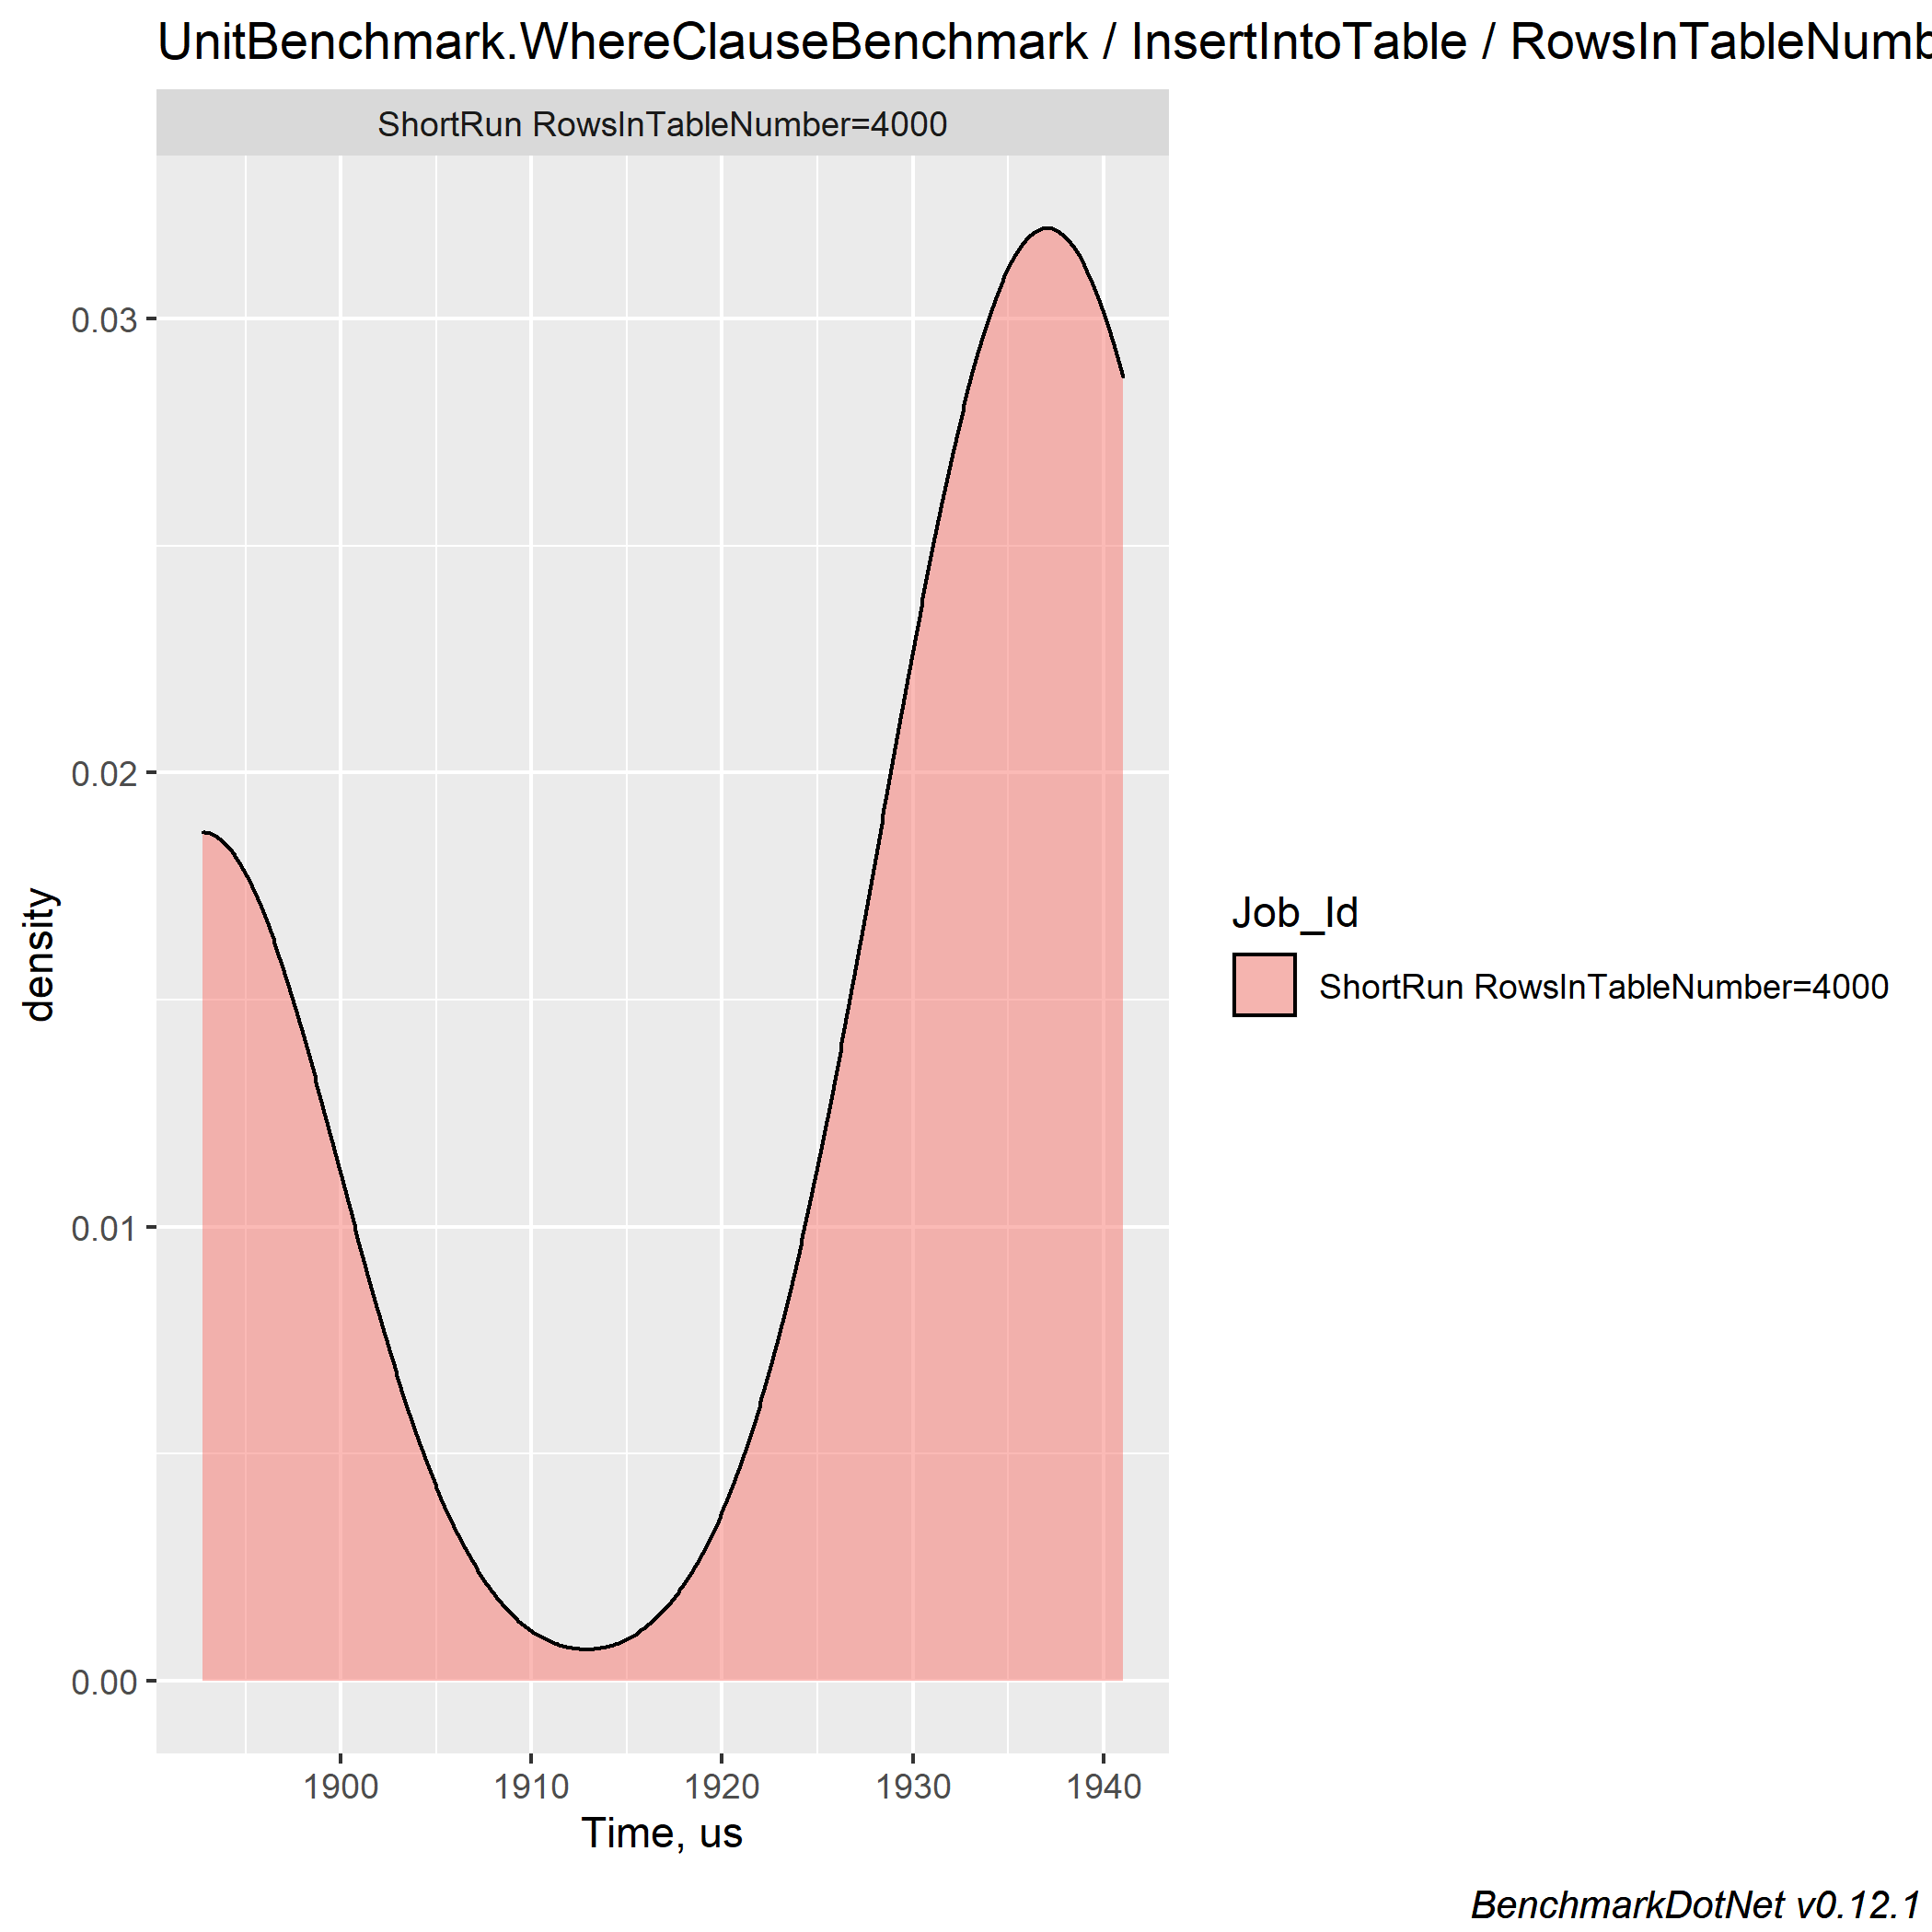 UnitBenchmark.WhereClauseBenchmark / InsertIntoTable / RowsInTableNumb
ShortRun RowsInTableNumber=4000
0.03
0.02
0.01
0.00
density
1900 1910 1920 1930 1940
Time, us
Job_Id
ShortRun RowsInTableNumber=4000
BenchmarkDotNet v0.12.1